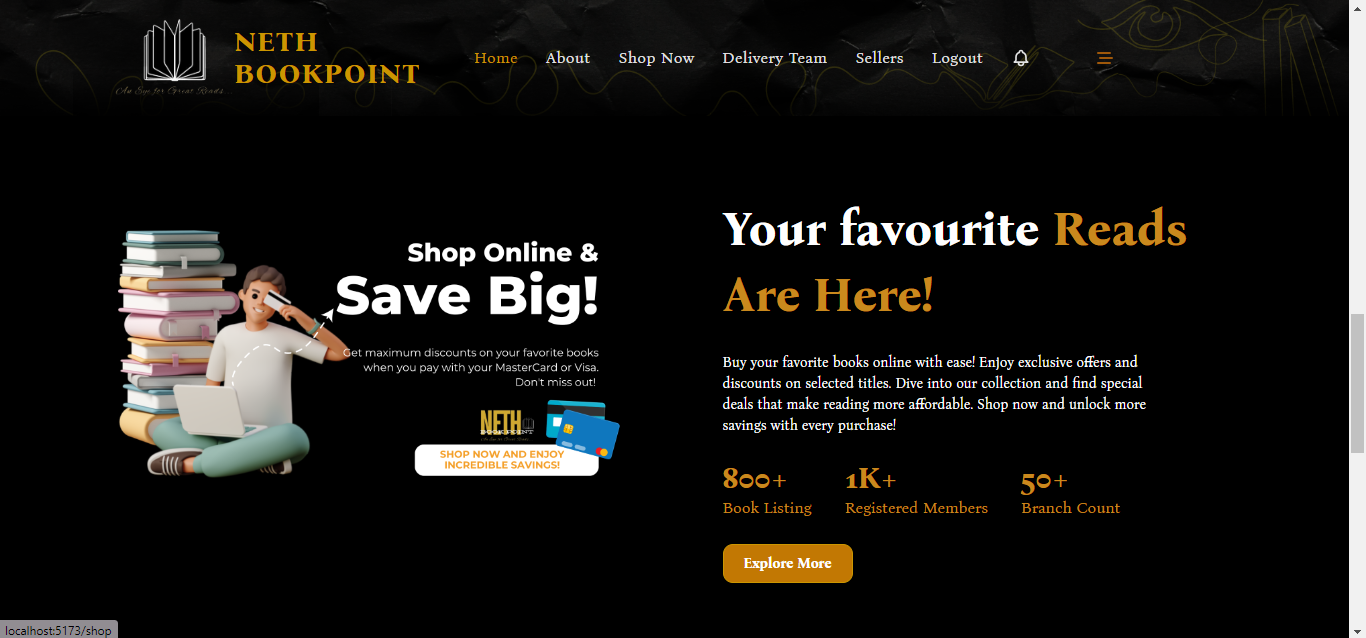 NETH
BOOKPOINT
An Eye for Great Reads...
Home About Shop Now Delivery Team Sellers Logout
Shop Online &
Save Big!
Get maximum discounts on your favorite books
when you pay with your MasterCard or Visa.
Don't miss out!
NETH
BOOK POINT
SHOP NOW AND ENJOY
INCREDIBLE SAVINGS!
Your favourite Reads
Are Here!
Buy your favorite books online with ease! Enjoy exclusive offers and
discounts on selected titles. Dive into our collection and find special
deals that make reading more affordable. Shop now and unlock more
savings with every purchase!
800+ 1K+ 50+
Book Listing Registered Members Branch Count
Explore More
localhost:5173/shop